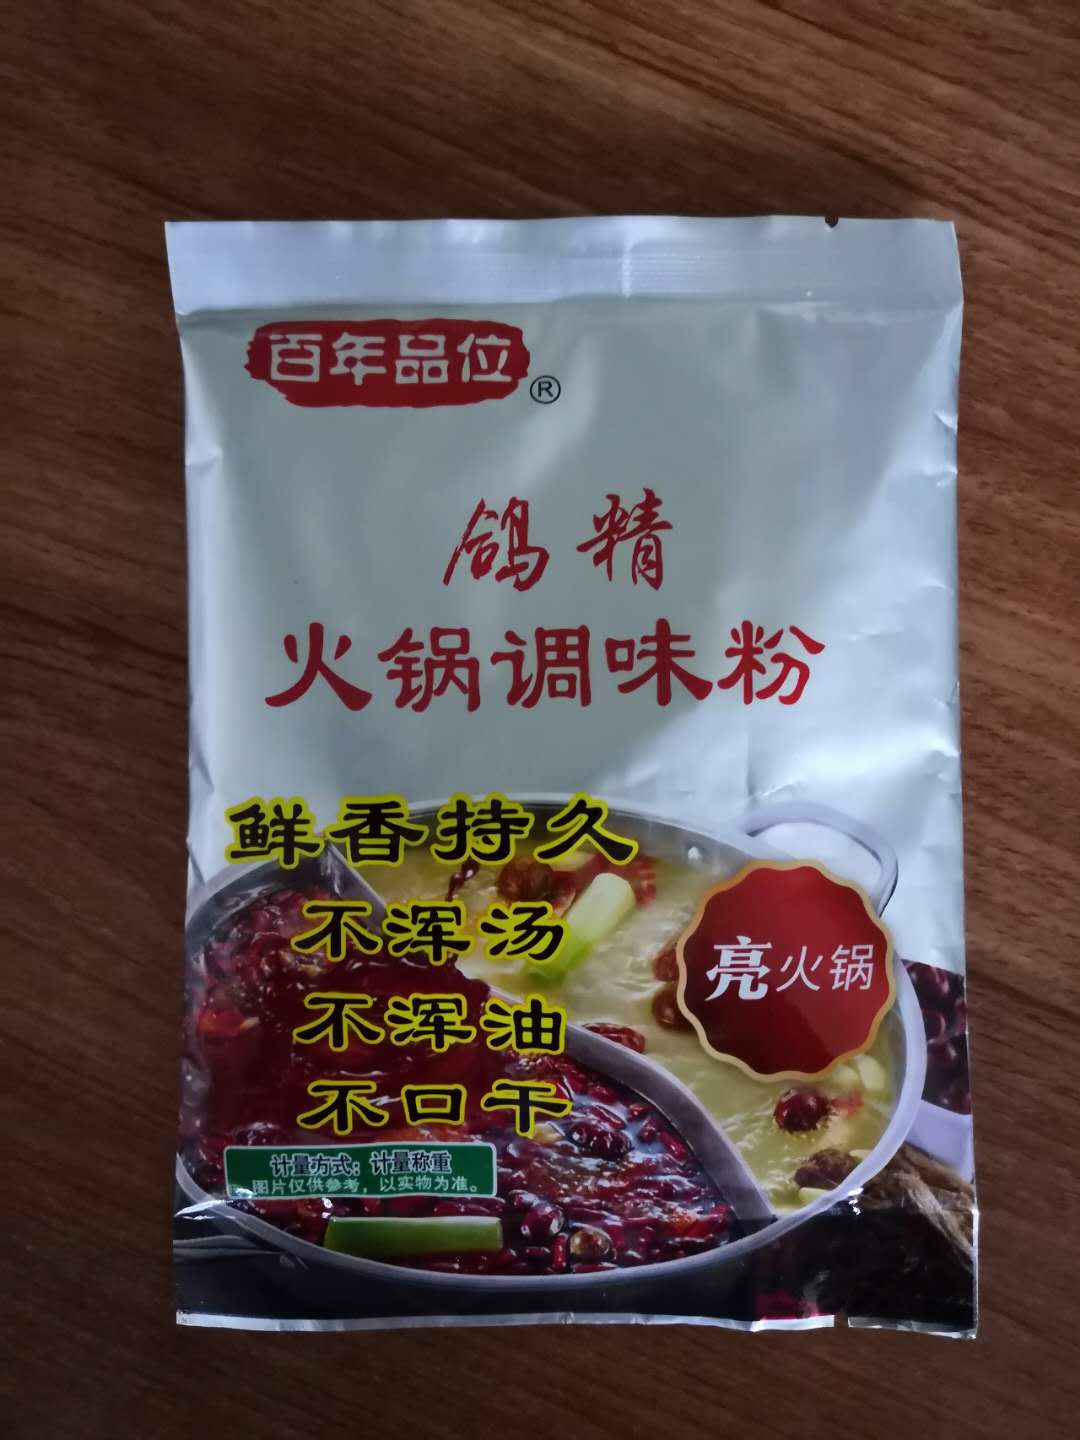 百年品位®
鸽精
火锅调味粉
鲜香持久
不浑汤
亮火锅
不浑油
不口干
计量方式：计量称重
图片仅供参考，以实物为准。